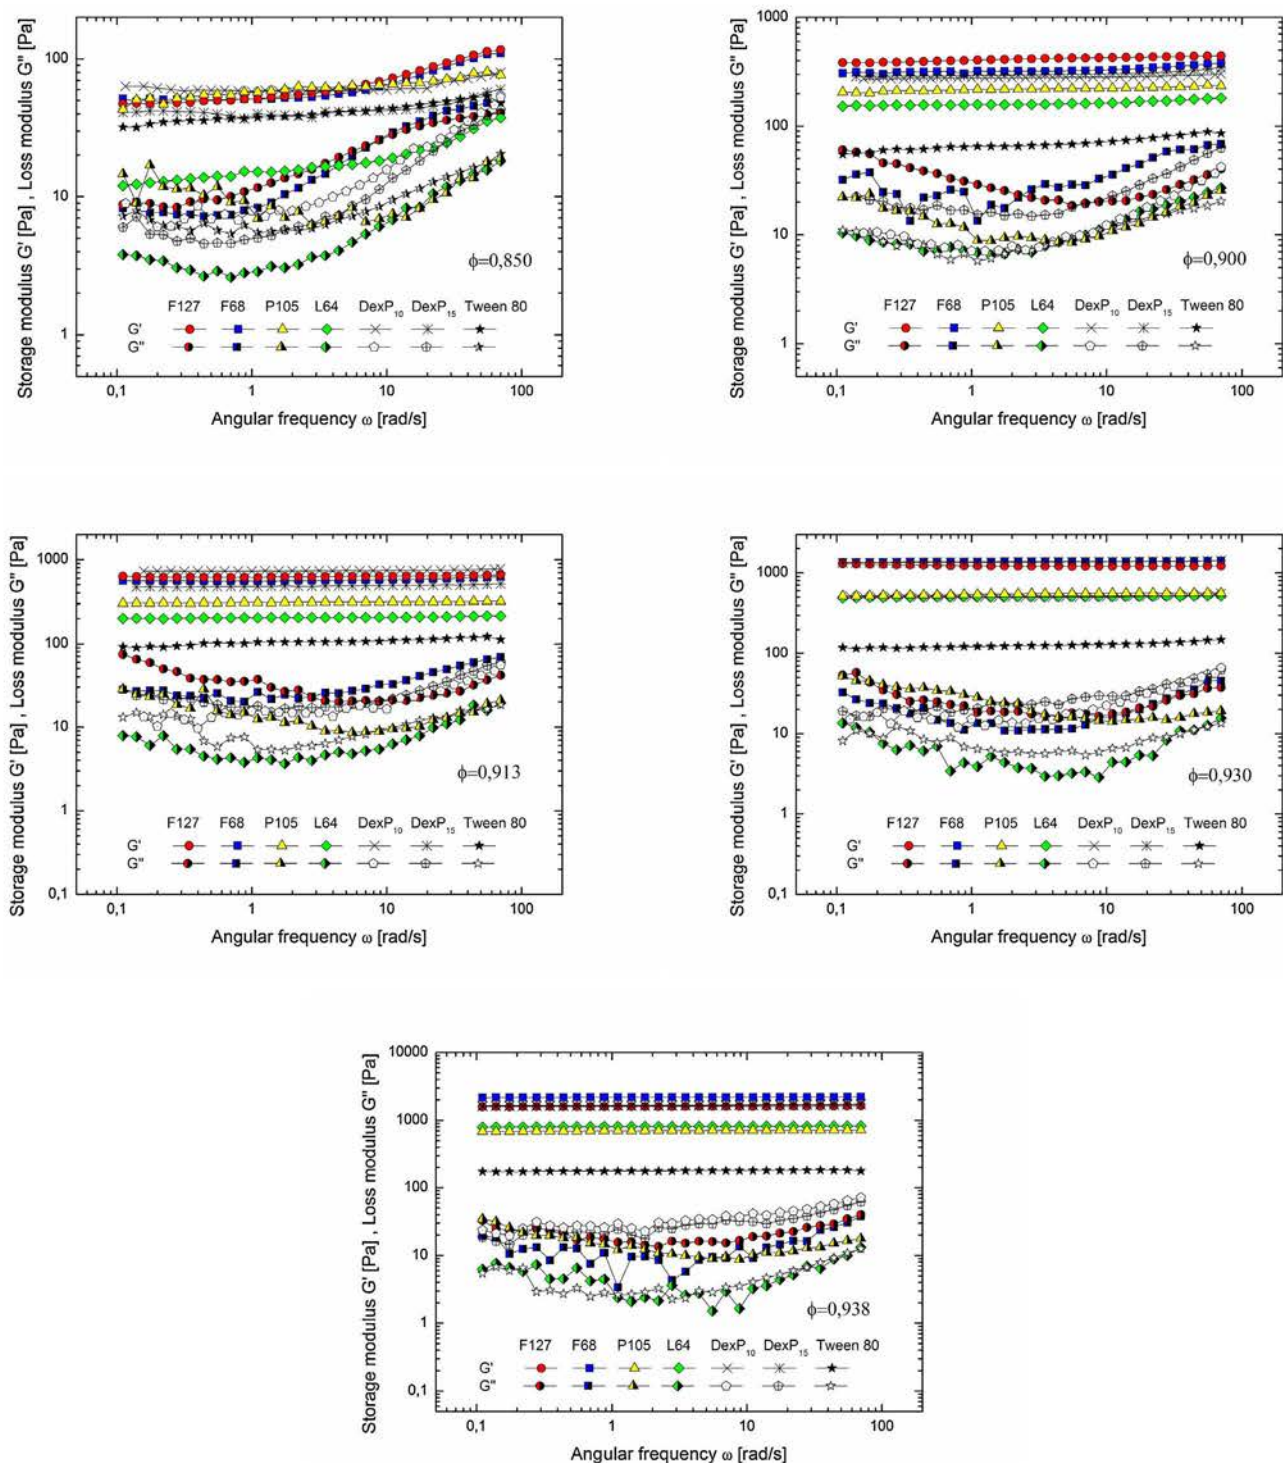 Storage modulus G' [Pa] , Loss modulus G" [Pa]
100
10
1
ϕ=0,850
F127 F68 P105 L64 DexP₁₀ DexP₁₅ Tween 80
G'
G"
0,1 1 10 100
Angular frequency ω [rad/s]
Storage modulus G' [Pa] , Loss modulus G" [Pa]
1000
100
10
1
ϕ=0,900
F127 F68 P105 L64 DexP₁₀ DexP₁₅ Tween 80
G'
G"
0,1 1 10 100
Angular frequency ω [rad/s]
Storage modulus G' [Pa] , Loss modulus G" [Pa]
1000
100
10
1
0,1
ϕ=0,913
F127 F68 P105 L64 DexP₁₀ DexP₁₅ Tween 80
G'
G"
0,1 1 10 100
Angular frequency ω [rad/s]
Storage modulus G' [Pa] , Loss modulus G" [Pa]
1000
100
10
1
0,1
ϕ=0,930
F127 F68 P105 L64 DexP₁₀ DexP₁₅ Tween 80
G'
G"
0,1 1 10 100
Angular frequency ω [rad/s]
Storage modulus G' [Pa] , Loss modulus G" [Pa]
10000
1000
100
10
1
0,1
ϕ=0,938
F127 F68 P105 L64 DexP₁₀ DexP₁₅ Tween 80
G'
G"
0,1 1 10 100
Angular frequency ω [rad/s]